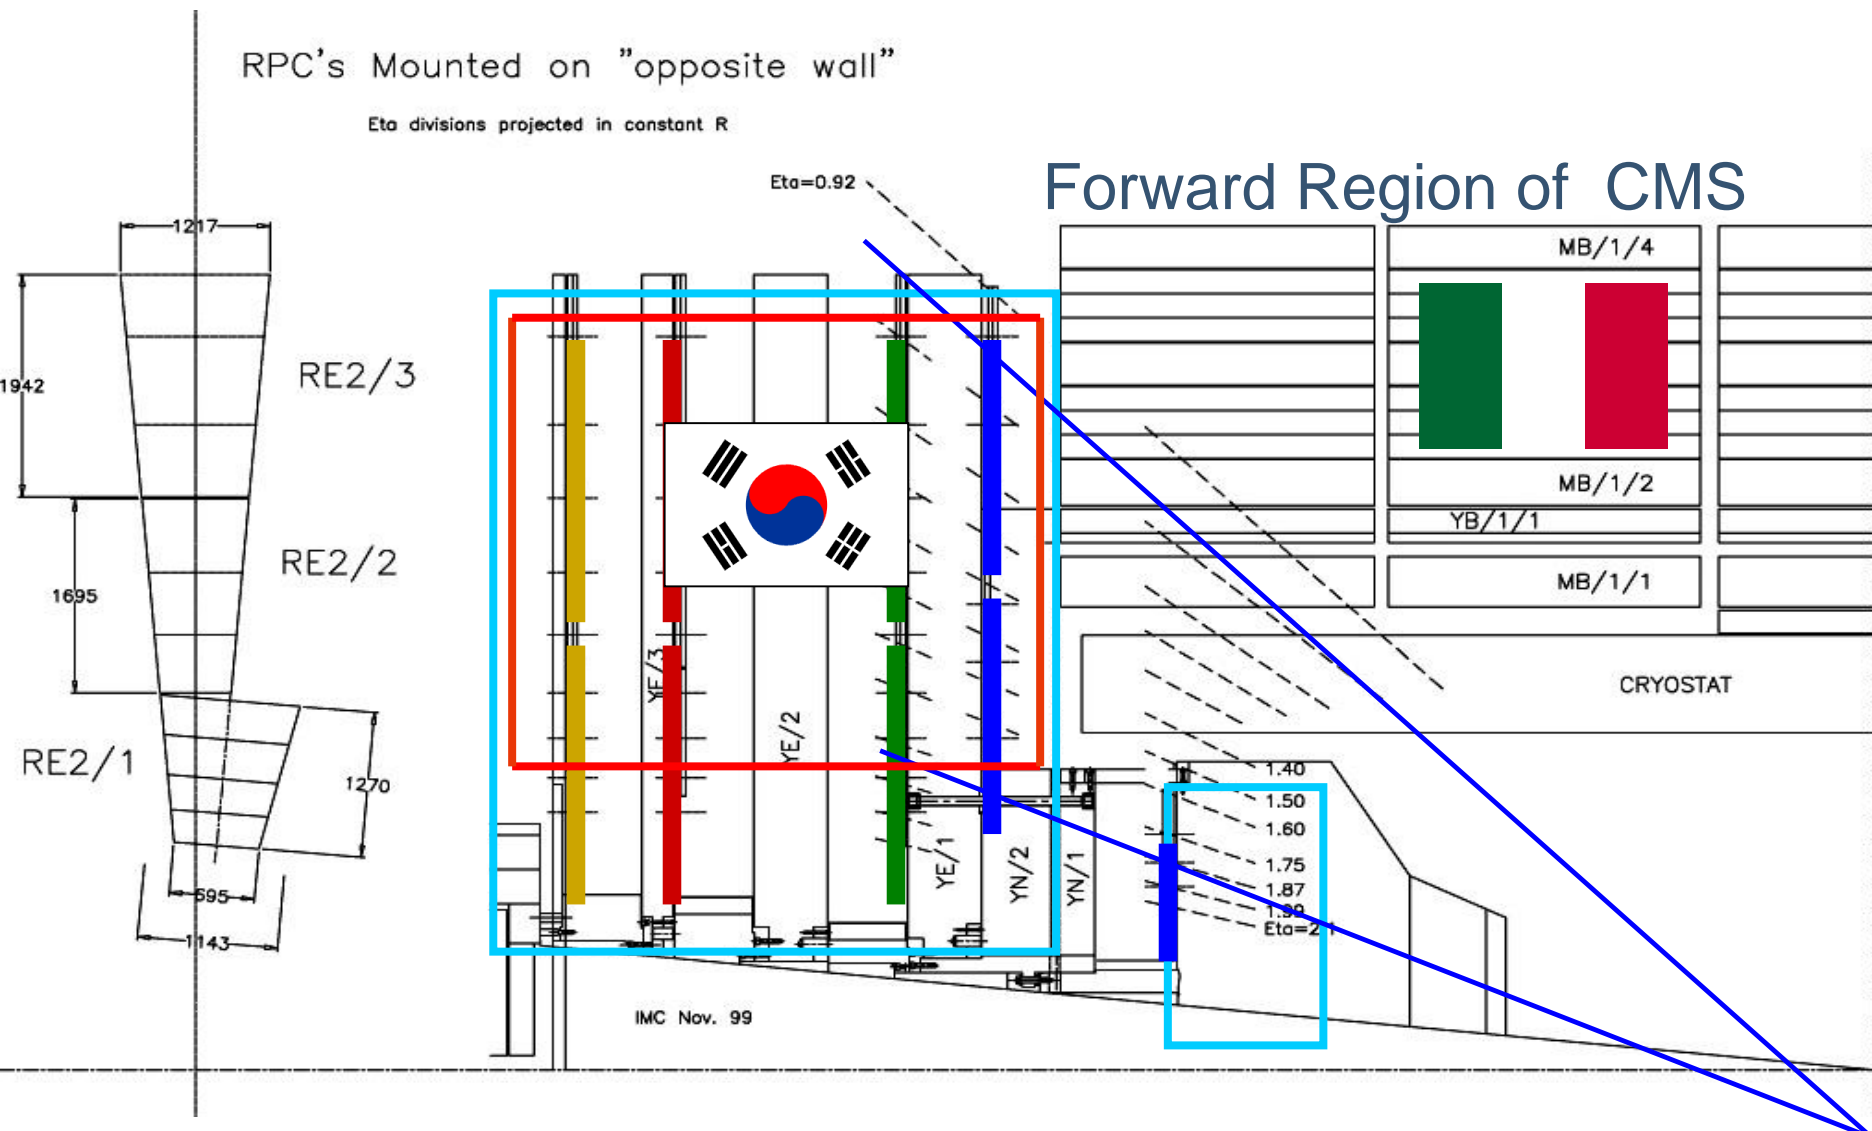 RPC's Mounted on "opposite wall"
Eta divisions projected in constant R
Forward Region of  CMS
Eta=0.92
1217
MB/1/4
RE2/3
1942
MB/1/2
YB/1/1
RE2/2
MB/1/1
1695
YE/3
CRYOSTAT
YE/2
RE2/1
1270
1.40
1.50
1.60
YE/1
YN/2
YN/1
1.75
1.87
595
1.99
1143
IMC Nov. 99